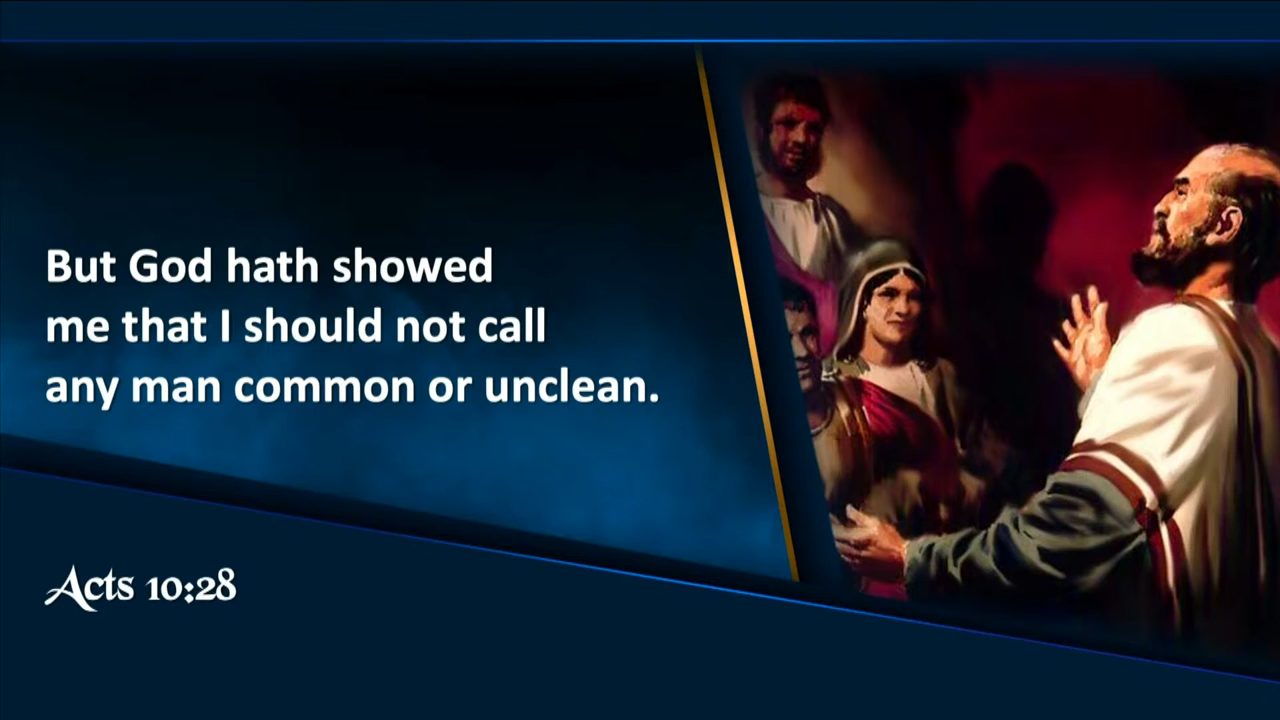 But God hath showed
me that I should not call
any man common or unclean.
Acts 10:28